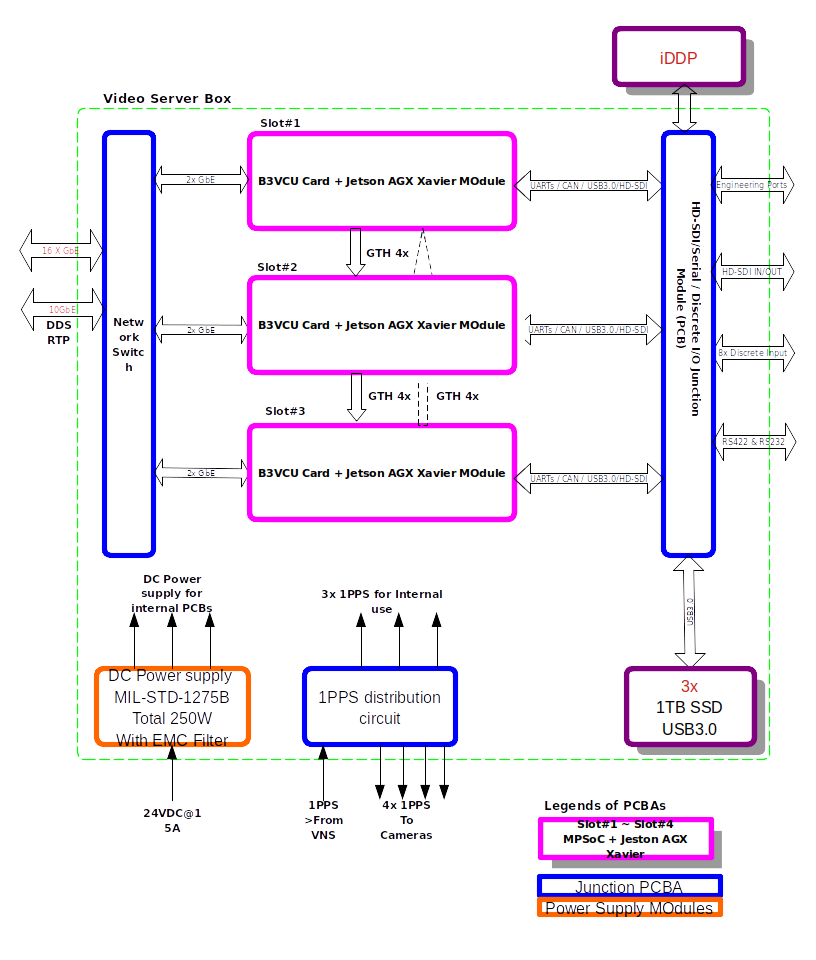 iDDP
Video Server Box
Slot#1
B3VCU Card + Jetson AGX Xavier MOdule
2x GbE
UARTs / CAN / USB3.0/HD-SDI
Engineering Ports
16 X GbE
GTH 4x
Slot#2
HD-SDI IN/OUT
HD-SDI/Serial / Discrete I/O Junction
Module (PCB)
10GbE
DDS
RTP
Netw
ork
Switc
h
2x GbE
B3VCU Card + Jetson AGX Xavier MOdule
UARTs / CAN / USB3.0/HD-SDI
8x Discrete Input
GTH 4x
GTH 4x
Slot#3
RS422 & RS232
2x GbE
B3VCU Card + Jetson AGX Xavier MOdule
UARTs / CAN / USB3.0/HD-SDI
DC Power
supply for
internal PCBs
3x 1PPS for Internal
use
USB3.0
DC Power supply
MIL-STD-1275B
Total 250W
With EMC Filter
1PPS distribution
circuit
3x
1TB SSD
USB3.0
24VDC@1
5A
1PPS
>From
VNS
4x 1PPS
To
Cameras
Legends of PCBAs
Slot#1 ~ Slot#4
MPSoC + Jeston AGX
Xavier
Junction PCBA
Power Supply MOdules